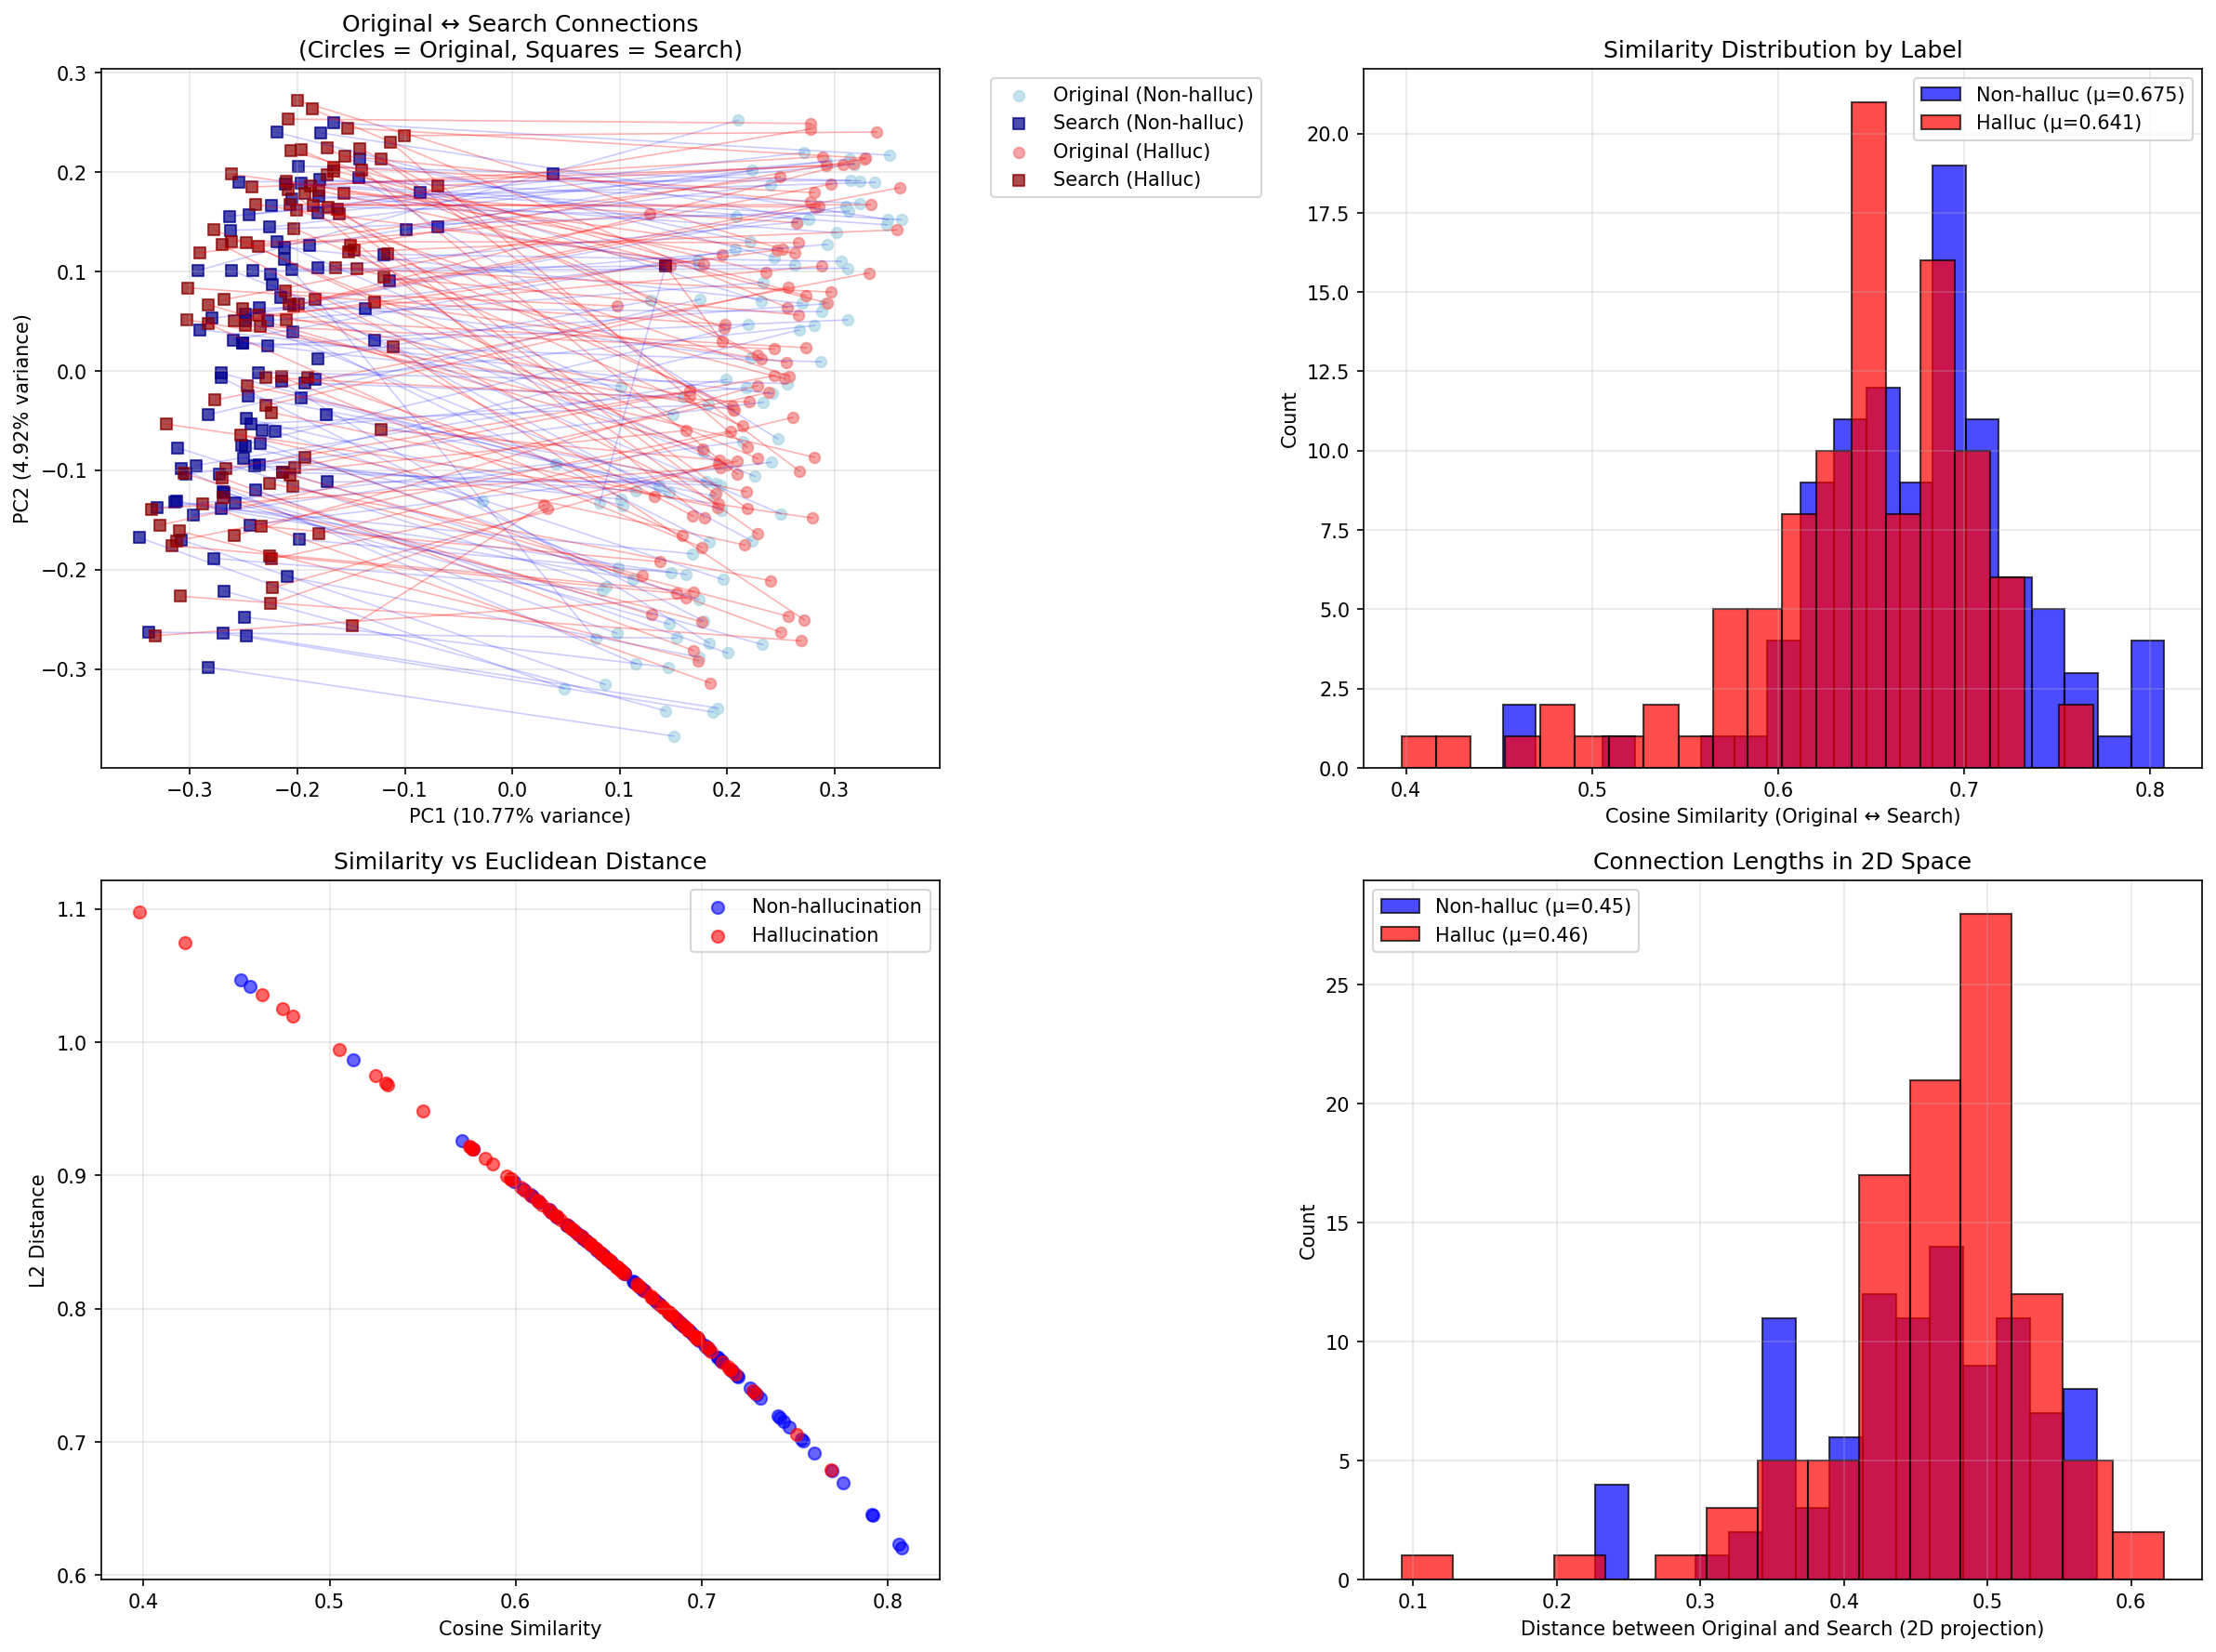 Original ↔ Search Connections
(Circles = Original, Squares = Search)
0.3
0.2
0.1
0.0
−0.1
−0.2
−0.3
PC2 (4.92% variance)
−0.3
−0.2
−0.1
0.0
0.1
0.2
0.3
PC1 (10.77% variance)
Original (Non-halluc)
Search (Non-halluc)
Original (Halluc)
Search (Halluc)
Similarity Distribution by Label
Non-halluc (μ=0.675)
Halluc (μ=0.641)
20.0
17.5
15.0
12.5
10.0
7.5
5.0
2.5
0.0
Count
0.4
0.5
0.6
0.7
0.8
Cosine Similarity (Original ↔ Search)
Similarity vs Euclidean Distance
Non-hallucination
Hallucination
1.1
1.0
0.9
0.8
0.7
0.6
L2 Distance
0.4
0.5
0.6
0.7
0.8
Cosine Similarity
Connection Lengths in 2D Space
Non-halluc (μ=0.45)
Halluc (μ=0.46)
25
20
15
10
5
0
Count
0.1
0.2
0.3
0.4
0.5
0.6
Distance between Original and Search (2D projection)